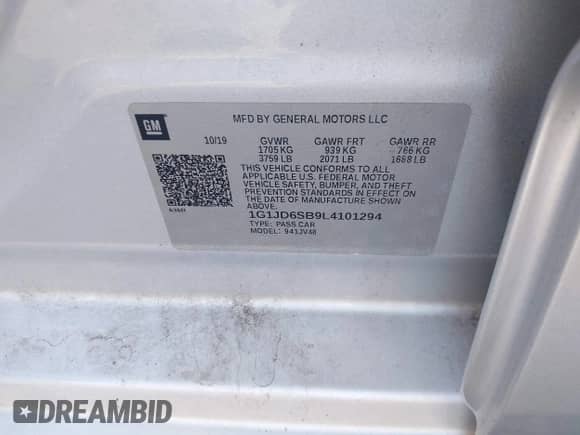 GM
MFD BY GENERAL MOTORS LLC
10/19 GVWR GAWR FRT GAWR RR
1705 KG 939 KG 766 KG
3759 LB 2071 LB 1688 LB
THIS VEHICLE CONFORMS TO ALL
APPLICABLE U.S. FEDERAL MOTOR
VEHICLE SAFETY, BUMPER, AND THEFT
PREVENTION STANDARDS IN EFFECT ON
THE DATE OF MANUFACTURE SHOWN
ABOVE.
1G1JD6SB9L4101294
TYPE: PASS CAR
MODEL: 941JV48
DREAMBID